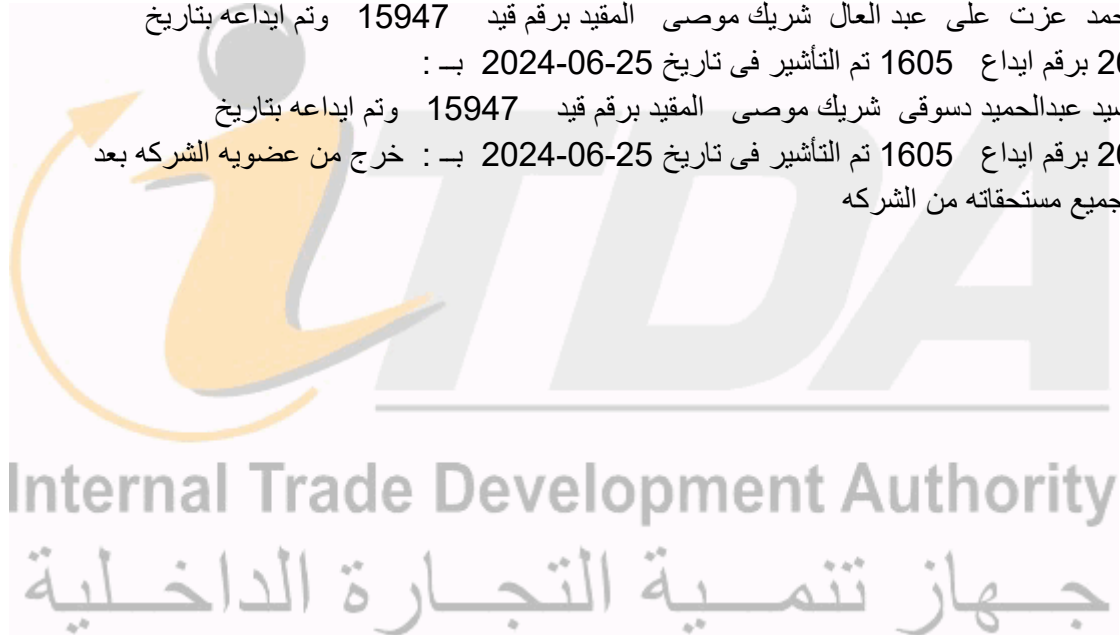 عزت على عبد العال شريك موصى المقيد برقم قيد 15947 وتم ايداعه بتاريخ
برقم ايداع 1605 تم التأشير فى تاريخ 25-06-2024 بـ :
عبدالحميد دسوقى شريك موصى المقيد برقم قيد 15947 وتم ايداعه بتاريخ
برقم ايداع 1605 تم التأشير فى تاريخ 25-06-2024 بـ : خرج من عضويه الشركه بعد
جميع مستحقاته من الشركه
iTDA
Internal Trade Development Authority
جهاز تنمية التجارة الداخلية